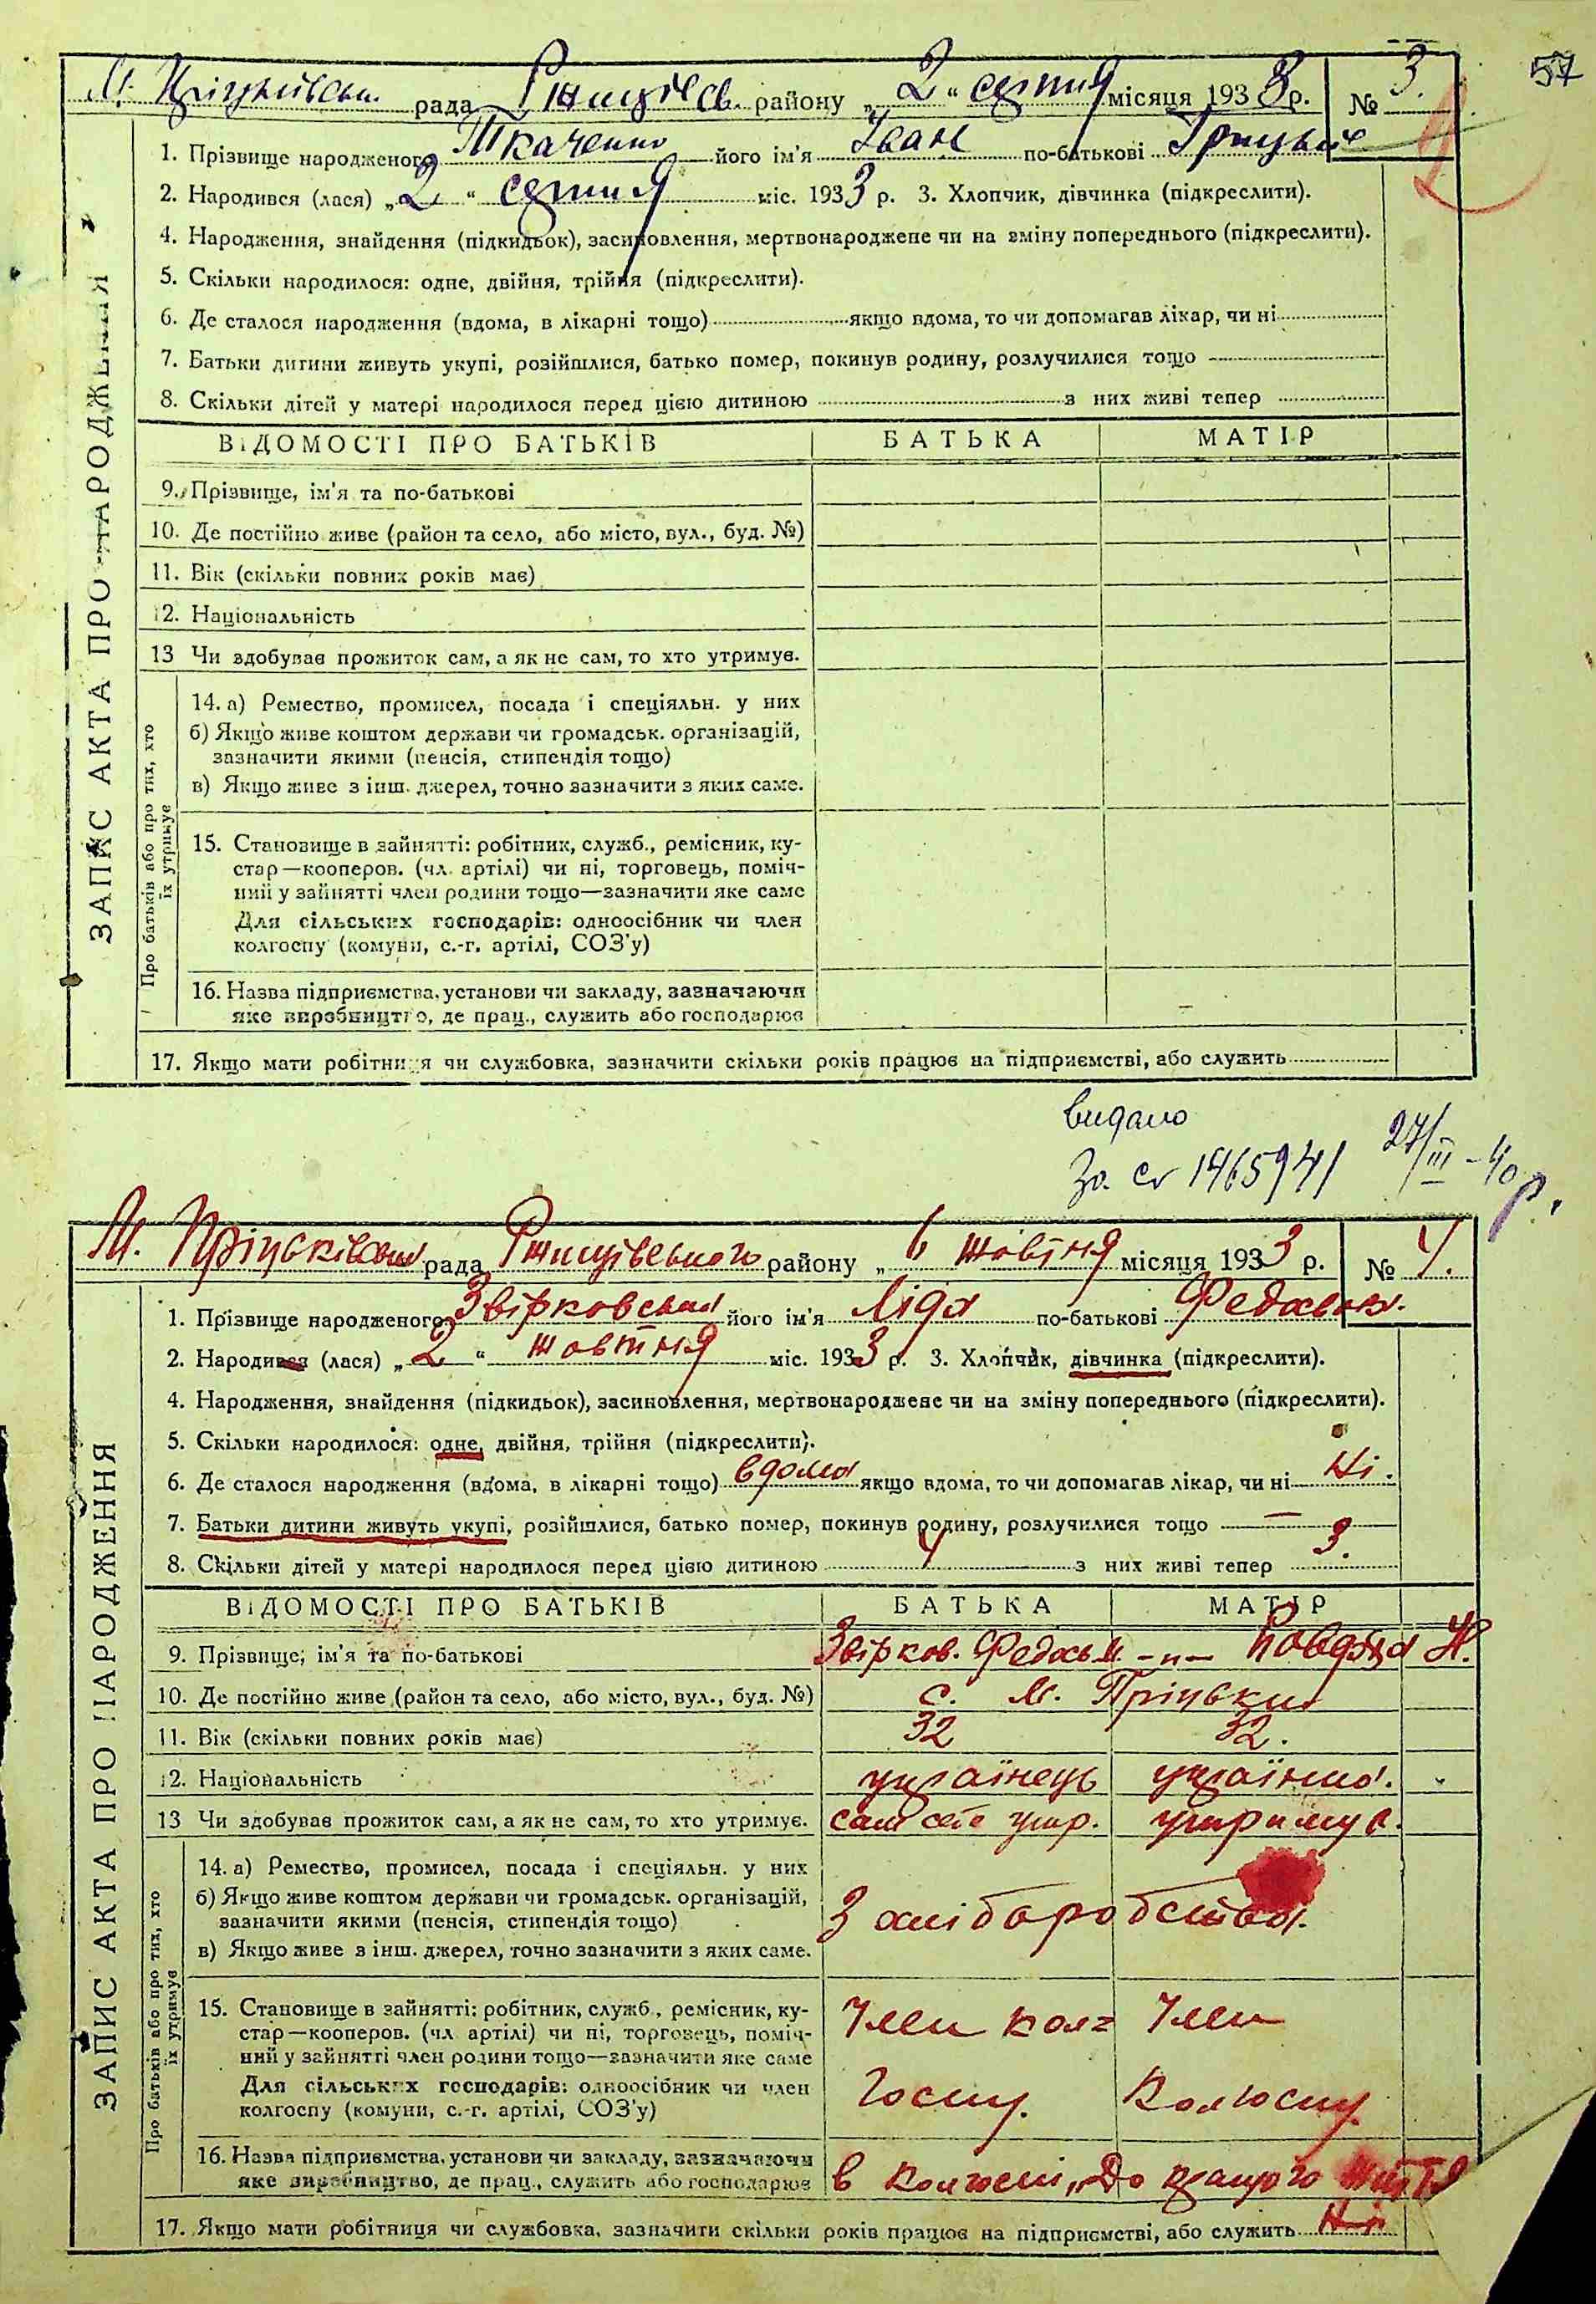 57
М. Пріцьківськ. рада Ржищівськ. району „2“ серпня місяця 1933 р. № 3.
1. Прізвище народженого Ткаченко його ім'я Іван по-батькові
2. Народився (лася) „2“ серпня міс. 1933 р. 3. Хлопчик, дівчинка (підкреслити).
4. Народження, знайдення (підкидьок), засиновлення, мертвонароджене чи на зміну попереднього (підкреслити).
5. Скільки народилося: одне, двійня, трійня (підкреслити).
6. Де сталося народження (вдома, в лікарні тощо) якщо вдома, то чи допомагав лікар, чи ні
7. Батьки дитини живуть укупі, розійшлися, батько помер, покинув родину, розлучилися тощо
8. Скільки дітей у матері народилося перед цією дитиною з них живі тепер
ЗАПИС АКТА ПРО НАРОДЖЕННЯ
ВІДОМОСТІ ПРО БАТЬКІВ БАТЬКА МАТІР
9. Прізвище, ім'я та по-батькові
10. Де постійно живе (район та село, або місто, вул., буд. №)
11. Вік (скільки повних років має)
12. Національність
13 Чи здобуває прожиток сам, а як не сам, то хто утримує.
Про батьків або про тих, хто
їх утримує
14. а) Ремество, промисел, посада і спеціяльн. у них
б) Якщо живе коштом держави чи громадськ. організацій,
зазначити якими (пенсія, стипендія тощо)
в) Якщо живе з інш. джерел, точно зазначити з яких саме.
15. Становище в зайнятті: робітник, служб., ремісник, ку-
стар—кооперов. (чл. артілі) чи ні, торговець, поміч-
ний у зайнятті член родини тощо—зазначити яке саме
Для сільських господарів: одноосібник чи член
колгоспу (комуни, с.-г. артілі, СОЗ'у)
16. Назва підприємства, установи чи закладу, зазначаючи
яке виробництво, де прац., служить або господарює
17. Якщо мати робітниця чи службовка, зазначити скільки років працює на підприємстві, або служить
видано
За 27/III-40 р.
М. Пріцьківська рада Ржищівського району „6 жовтня місяця 1933 р. № 4.
1. Прізвище народженого Звірковська його ім'я Ліда по-батькові Федосьев.
2. Народився (лася) „2“ жовтня міс. 1933 р. 3. Хлопчик, дівчинка (підкреслити).
4. Народження, знайдення (підкидьок), засиновлення, мертвонароджене чи на зміну попереднього (підкреслити).
5. Скільки народилося: одне, двійня, трійня (підкреслити).
6. Де сталося народження (вдома, в лікарні тощо) вдома якщо вдома, то чи допомагав лікар, чи ні Ні.
7. Батьки дитини живуть укупі, розійшлися, батько помер, покинув родину, розлучилися тощо —
8. Скільки дітей у матері народилося перед цією дитиною 4 з них живі тепер 3.
ЗАПИС АКТА ПРО НАРОДЖЕННЯ
ВІДОМОСТІ ПРО БАТЬКІВ БАТЬКА МАТІР
9. Прізвище, ім'я та по-батькові Звірков. Федось М. -„- Н.
10. Де постійно живе (район та село, або місто, вул., буд. №) с. М. Пріцьки
11. Вік (скільки повних років має) 32 32.
12. Національність українець українка.
13 Чи здобуває прожиток сам, а як не сам, то хто утримує. сам себе утр. утримує.
Про батьків або про тих, хто
їх утримує
14. а) Ремество, промисел, посада і спеціяльн. у них
б) Якщо живе коштом держави чи громадськ. організацій,
зазначити якими (пенсія, стипендія тощо)
в) Якщо живе з інш. джерел, точно зазначити з яких саме.
З хліборобства.
15. Становище в зайнятті: робітник, служб., ремісник, ку-
стар—кооперов. (чл. артілі) чи ні, торговець, поміч-
ний у зайнятті член родини тощо—зазначити яке саме
Для сільських господарів: одноосібник чи член
колгоспу (комуни, с.-г. артілі, СОЗ'у)
Член колг Член
госпу. Колгоспу.
16. Назва підприємства, установи чи закладу, зазначаючи
яке виробництво, де прац., служить або господарює
в колгоспі „До кращого життя
17. Якщо мати робітниця чи службовка, зазначити скільки років працює на підприємстві, або служить Ні